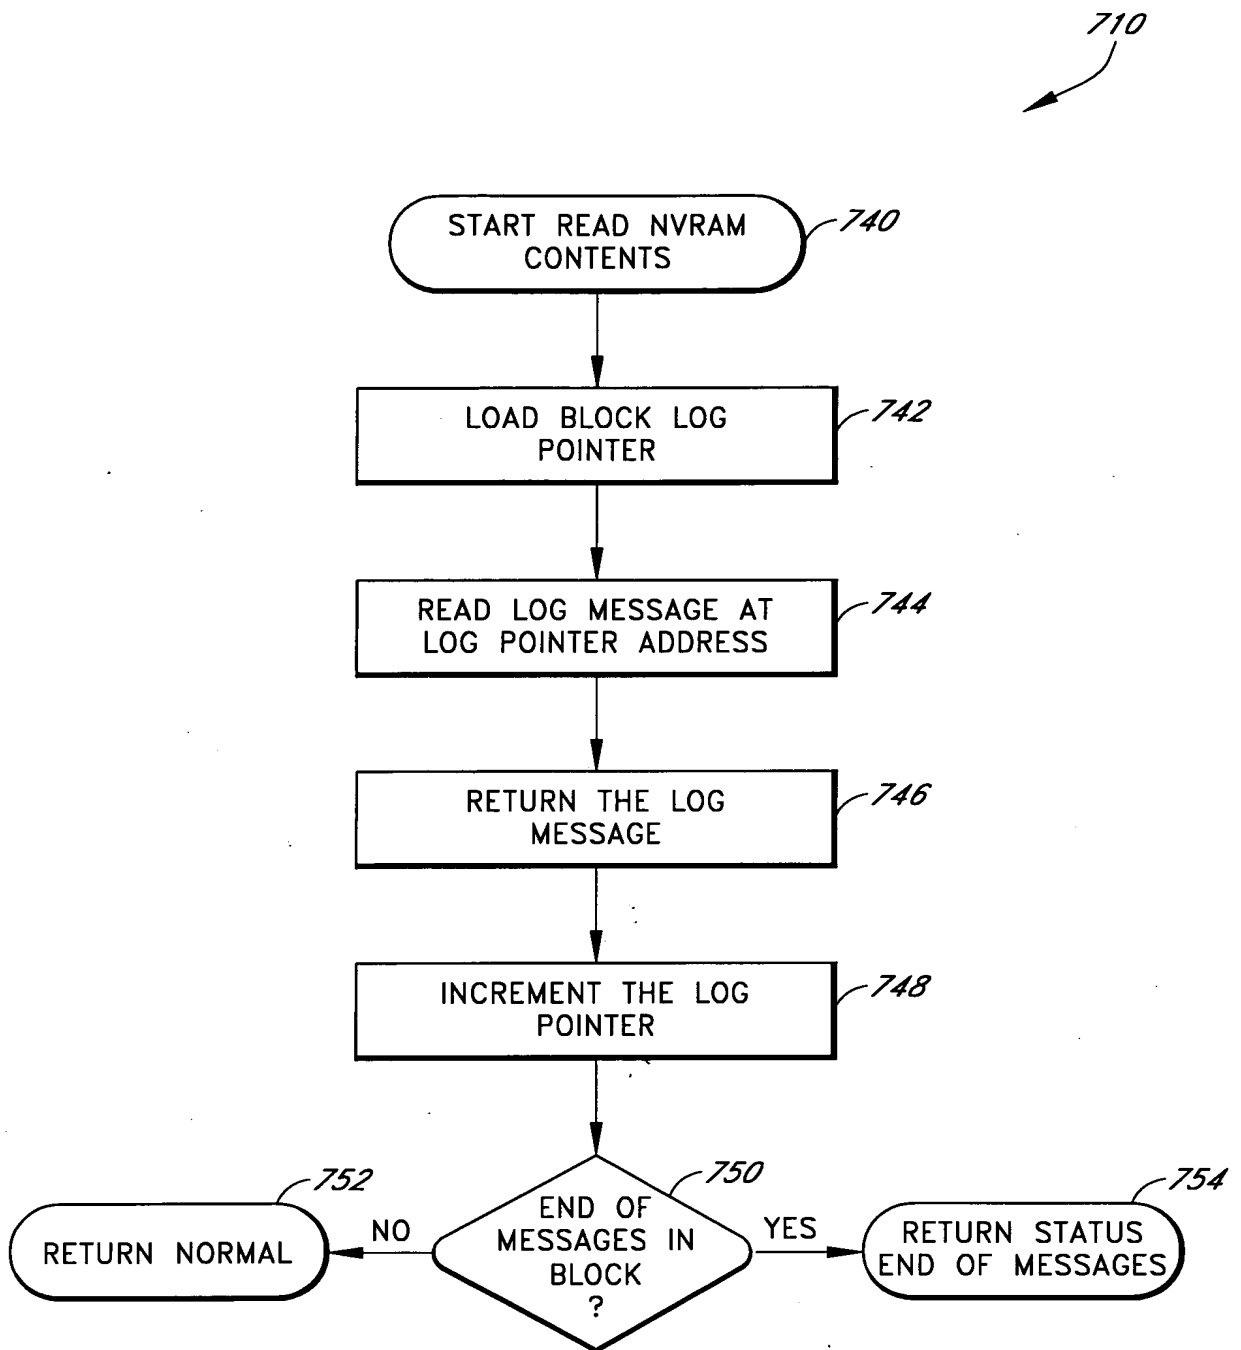 710
START READ NVRAM
CONTENTS
740
LOAD BLOCK LOG
POINTER
742
READ LOG MESSAGE AT
LOG POINTER ADDRESS
744
RETURN THE LOG
MESSAGE
746
INCREMENT THE LOG
POINTER
748
752
750
754
RETURN NORMAL
NO
END OF
MESSAGES IN
BLOCK
?
YES
RETURN STATUS
END OF MESSAGES